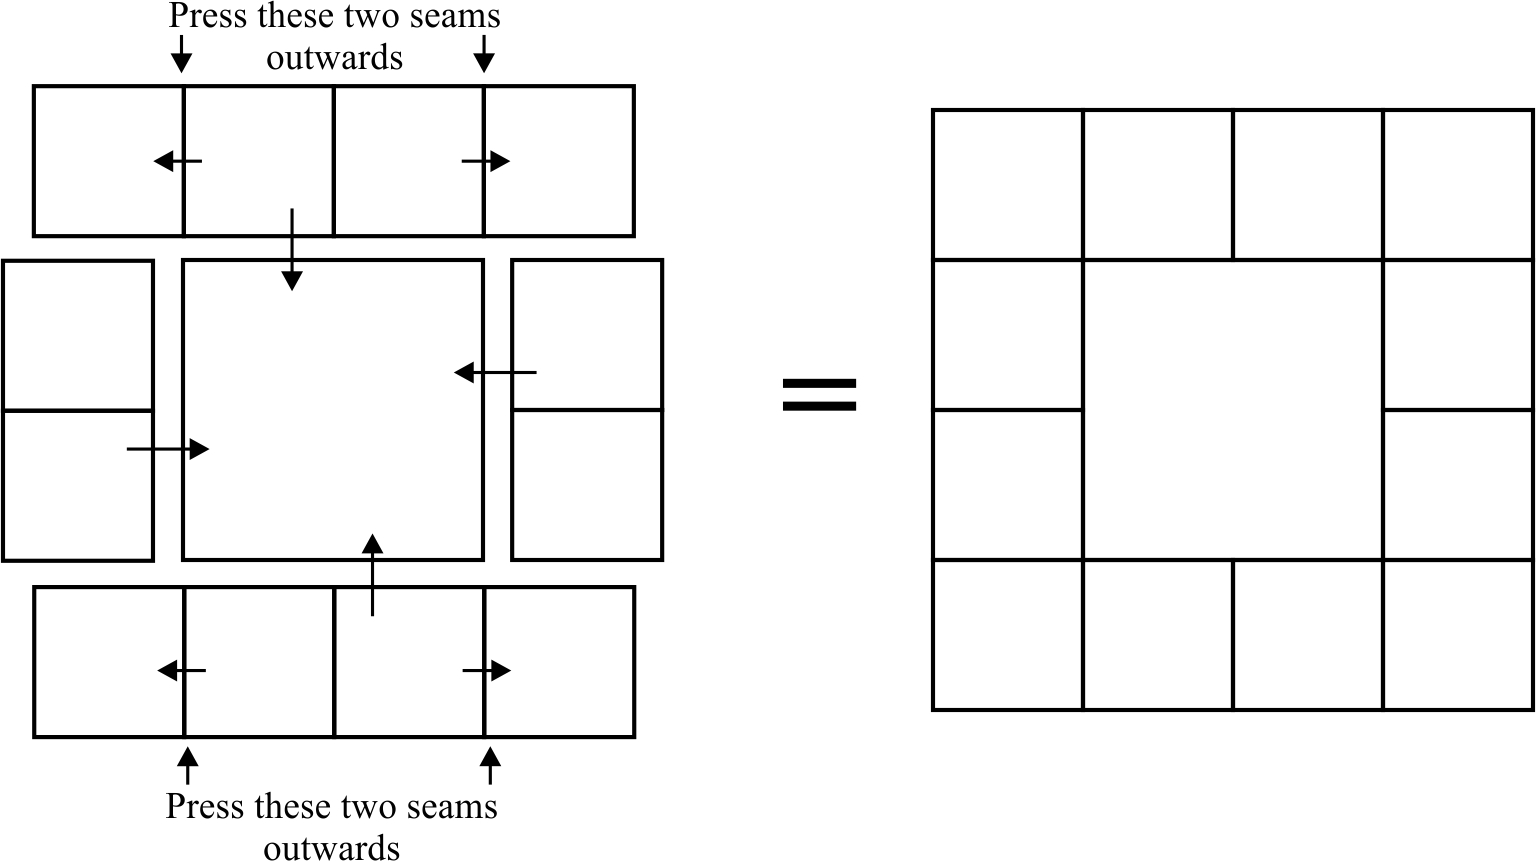 Press these two seams
outwards
=
Press these two seams
outwards